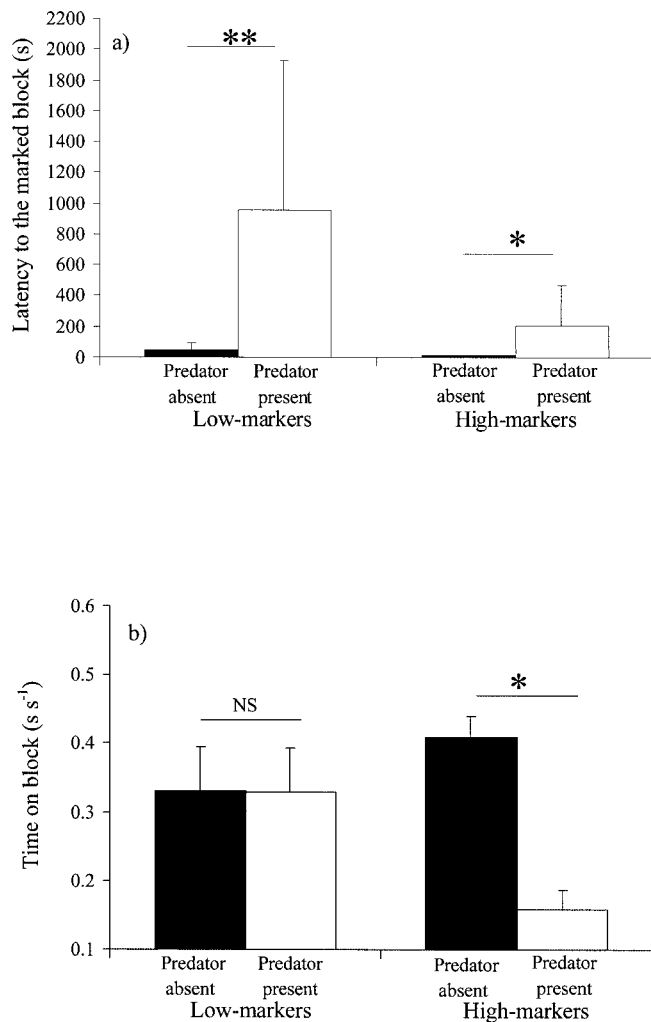 a)
Latency to the marked block (s)
2200
2000
1800
1600
1400
1200
1000
800
600
400
200
0
**
*
Predator absent
Predator present
Predator absent
Predator present
Low-markers
High-markers
b)
Time on block (s s-1)
0.6
0.5
0.4
0.3
0.2
0.1
NS
*
Predator absent
Predator present
Predator absent
Predator present
Low-markers
High-markers